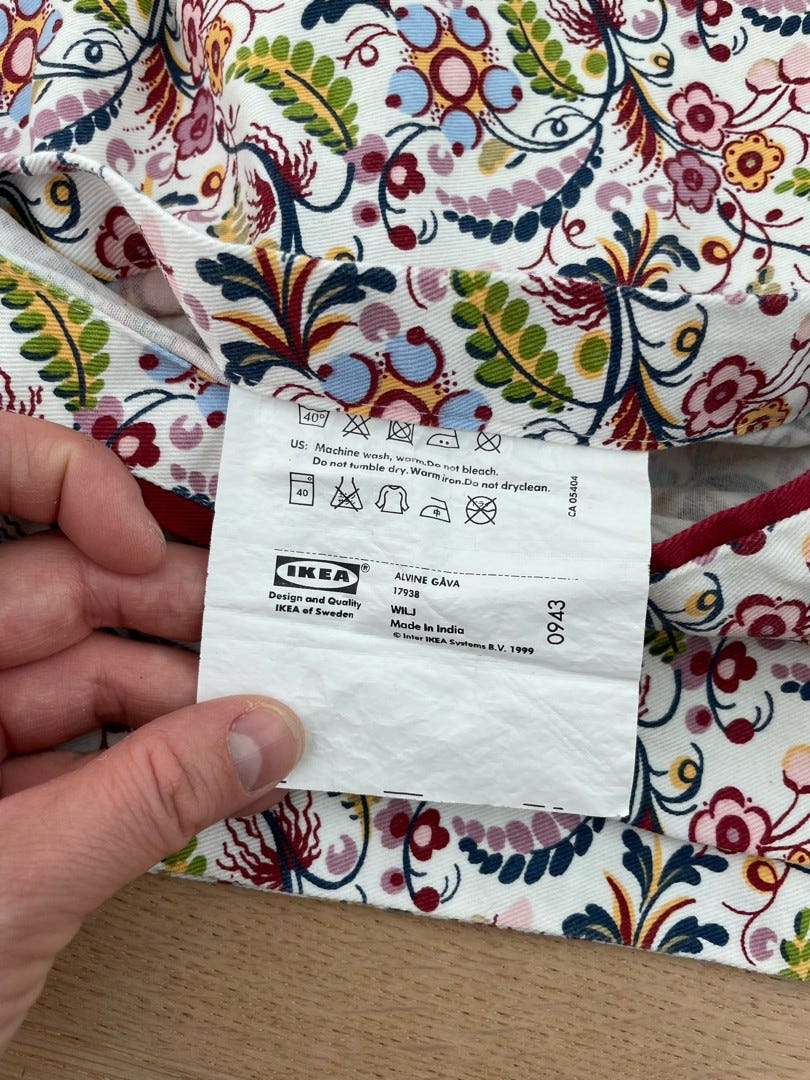 40°
US: Machine wash, warm.Do not bleach.
Do not tumble dry.Warm iron.Do not dryclean.
40
CA 05404
IKEA®
Design and Quality
IKEA of Sweden
ALVINE GÅVA
17938
WILJ
Made in India
© Inter IKEA Systems B.V. 1999
0943